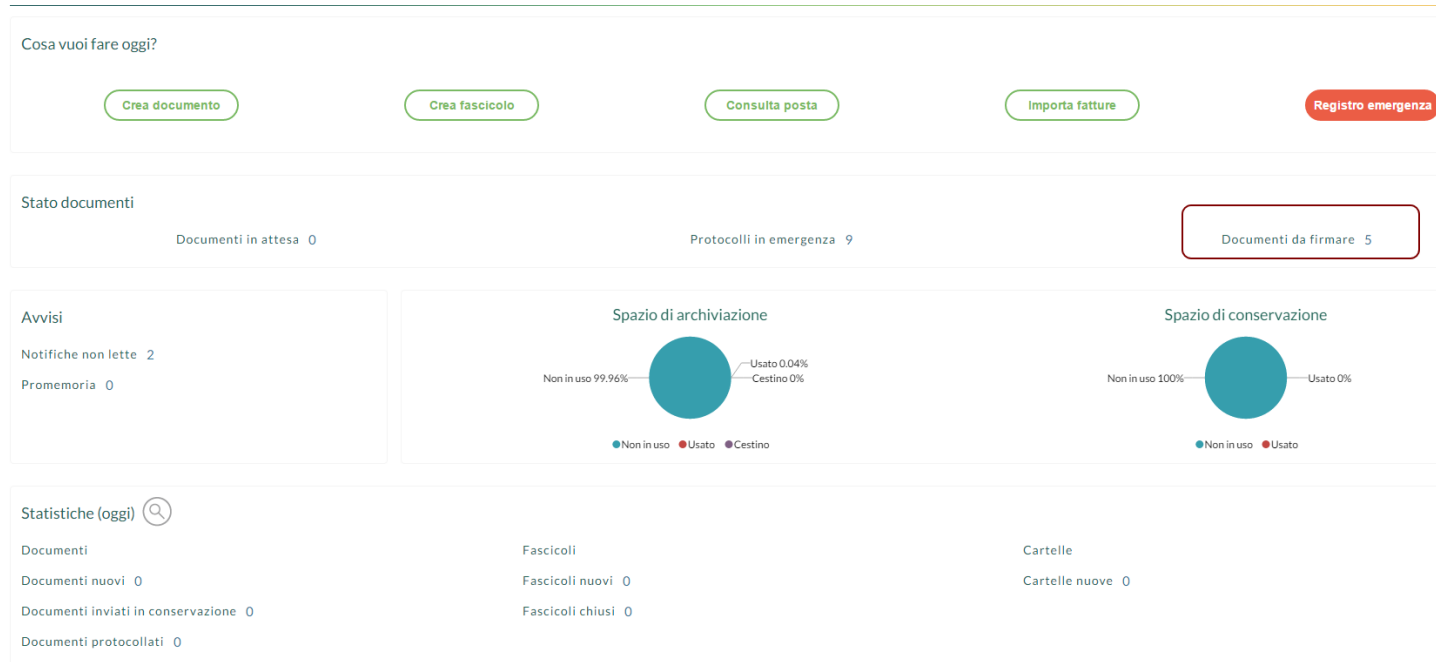 Cosa vuoi fare oggi?
Crea documento
Crea fascicolo
Consulta posta
Importa fatture
Registro emergenza
Stato documenti
Documenti in attesa 0
Protocolli in emergenza 9
Documenti da firmare 5
Avvisi
Notifiche non lette 2
Promemoria 0
Spazio di archiviazione
Non in uso 99.96%
Usato 0.04%
Cestino 0%
Non in uso Usato Cestino
Spazio di conservazione
Non in uso 100%
Usato 0%
Non in uso Usato
Statistiche (oggi)
Documenti
Documenti nuovi 0
Documenti inviati in conservazione 0
Documenti protocollati 0
Fascicoli
Fascicoli nuovi 0
Fascicoli chiusi 0
Cartelle
Cartelle nuove 0